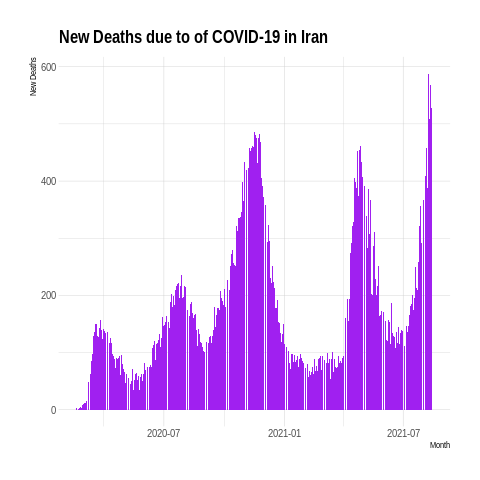 New Deaths due to of COVID-19 in Iran
New Deaths
600
400
200
0
2020-07
2021-01
2021-07
Month